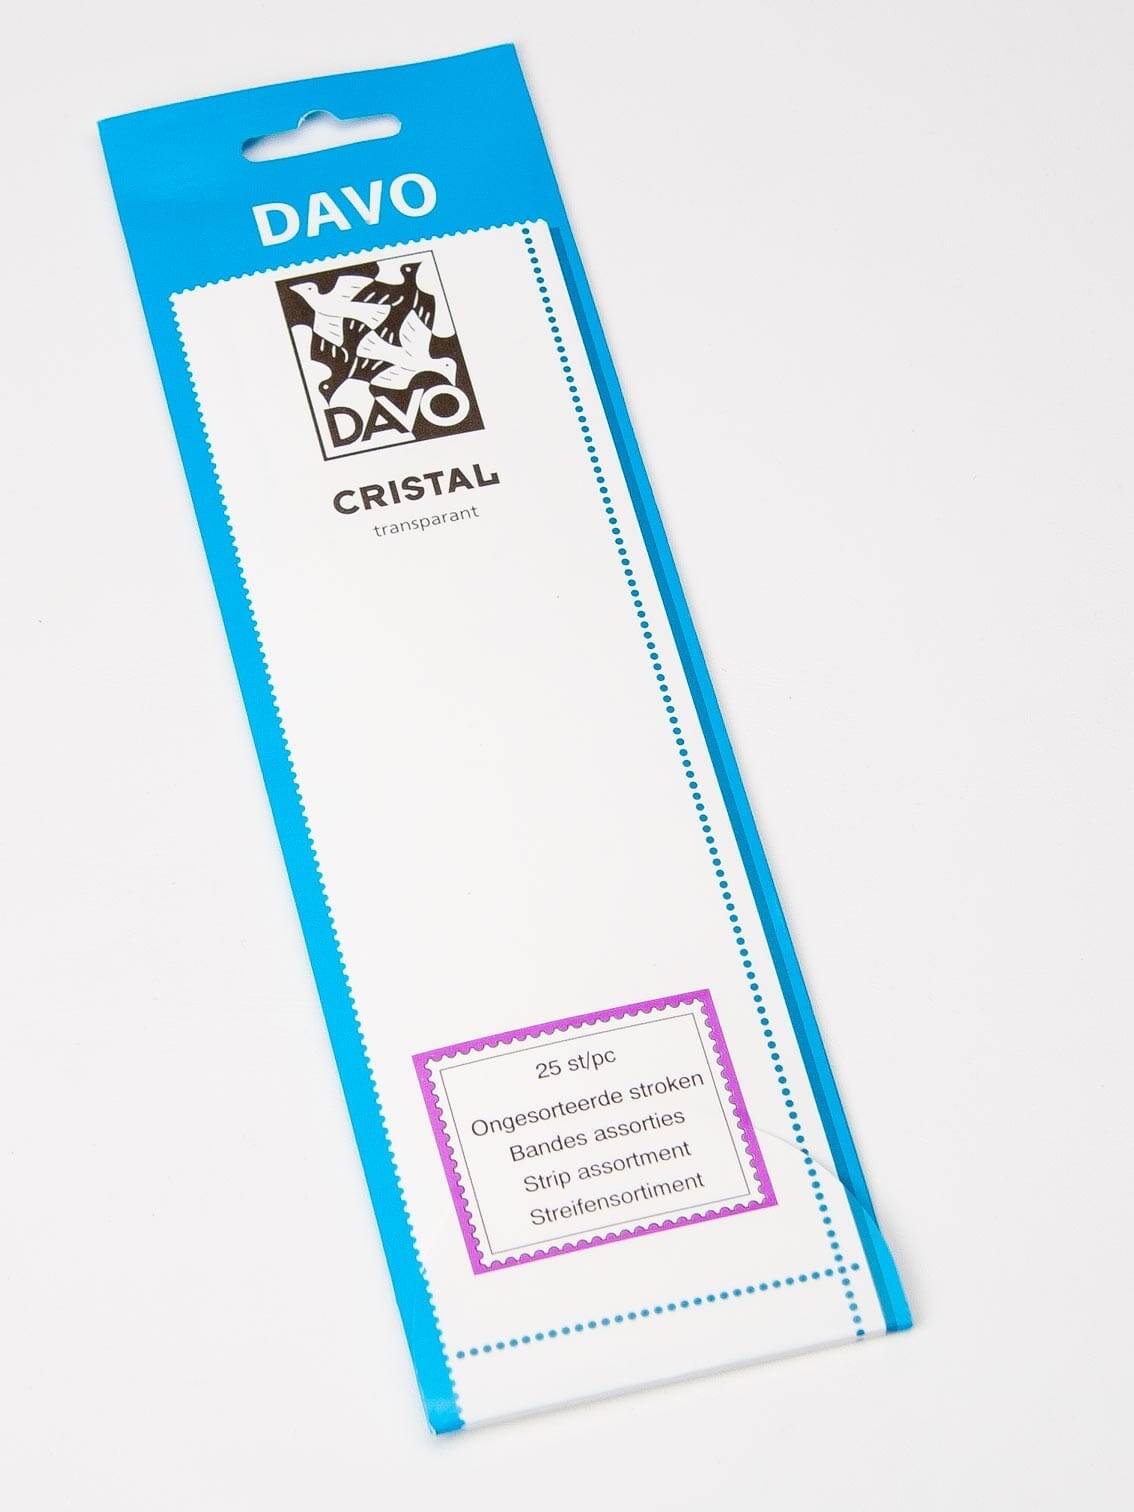 DAVO
DAVO
CRISTAL
transparant
25 st/pc
Ongesorteerde stroken
Bandes assorties
Strip assortment
Streifensortiment